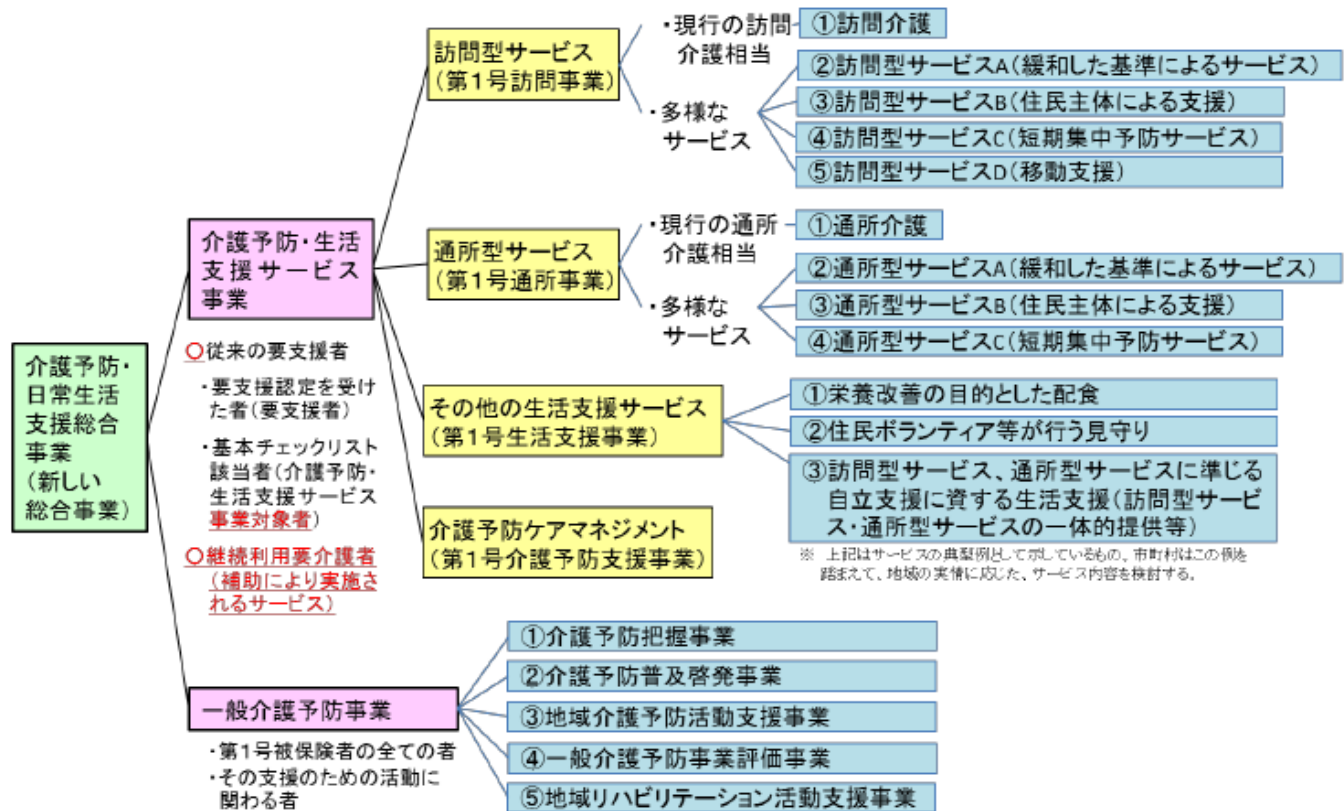 介護予防・
日常生活
支援総合
事業
(新しい
総合事業)
介護予防・生活
支援サービス
事業
〇従来の要支援者
・要支援認定を受け
た者(要支援者)
・基本チェックリスト
該当者(介護予防・
生活支援サービス
事業対象者)
〇継続利用要介護者
(補助により実施さ
れるサービス)
訪問型サービス
(第1号訪問事業)
・現行の訪問
介護相当
①訪問介護
・多様な
サービス
②訪問型サービスA(緩和した基準によるサービス)
③訪問型サービスB(住民主体による支援)
④訪問型サービスC(短期集中予防サービス)
⑤訪問型サービスD(移動支援)
通所型サービス
(第1号通所事業)
・現行の通所
介護相当
①通所介護
・多様な
サービス
②通所型サービスA(緩和した基準によるサービス)
③通所型サービスB(住民主体による支援)
④通所型サービスC(短期集中予防サービス)
その他の生活支援サービス
(第1号生活支援事業)
①栄養改善の目的とした配食
②住民ボランティア等が行う見守り
③訪問型サービス、通所型サービスに準じる
自立支援に資する生活支援(訪問型サービ
ス・通所型サービスの一体的提供等)
※ 上記はサービスの典型例として示しているもの、市町村はこの例を
踏まえて、地域の実情に応じた、サービス内容を検討する。
介護予防ケアマネジメント
(第1号介護予防支援事業)
一般介護予防事業
・第1号被保険者の全ての者
・その支援のための活動に
関わる者
①介護予防把握事業
②介護予防普及啓発事業
③地域介護予防活動支援事業
④一般介護予防事業評価事業
⑤地域リハビリテーション活動支援事業